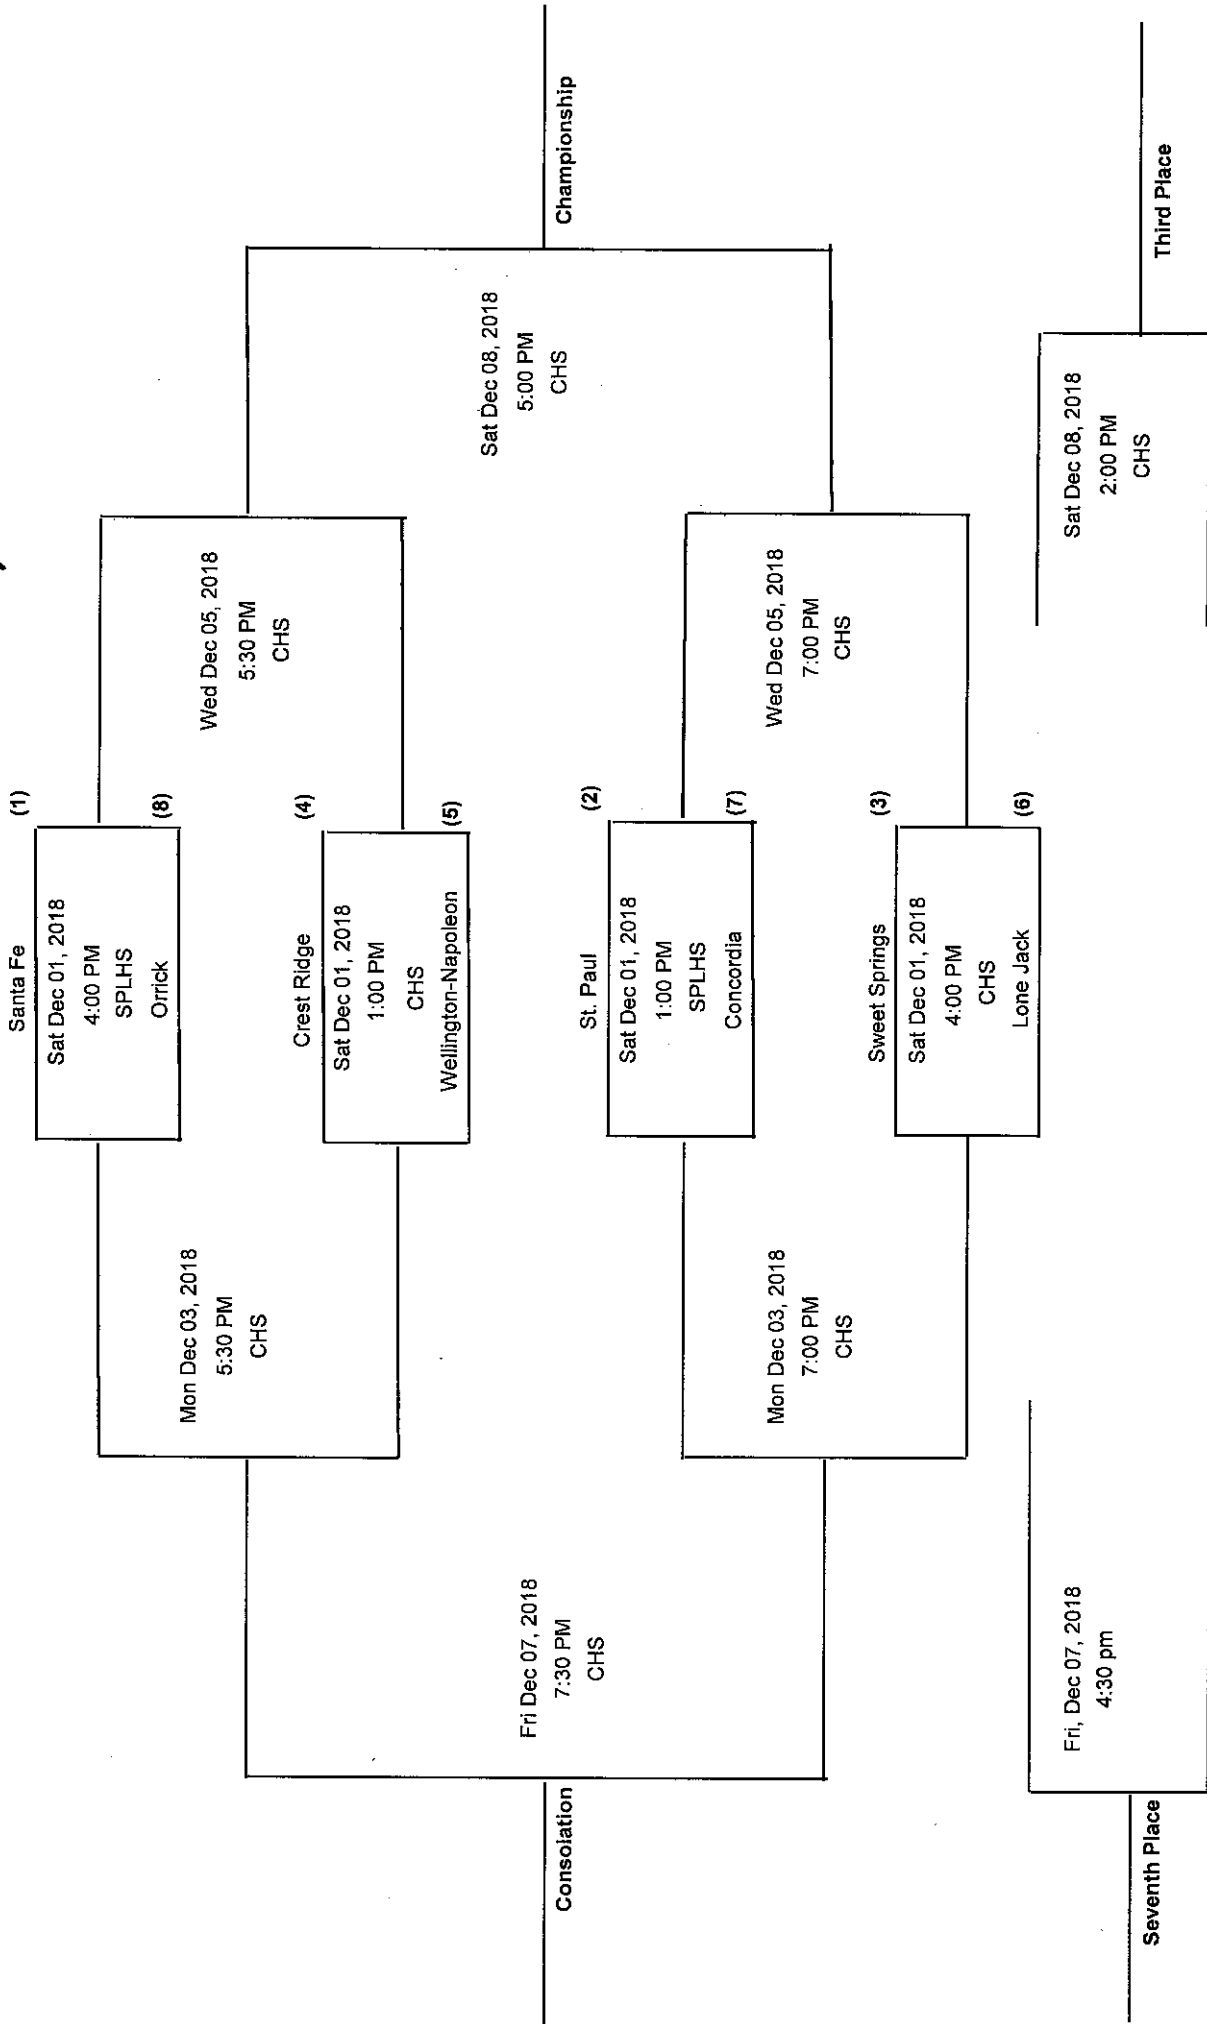 Santa Fe
(1)
Sat Dec 01, 2018
4:00 PM
SPLHS
Orrick
(8)
Crest Ridge
(4)
Sat Dec 01, 2018
1:00 PM
CHS
Wellington-Napoleon
(5)
St. Paul
(2)
Sat Dec 01, 2018
1:00 PM
SPLHS
Concordia
(7)
Sweet Springs
(3)
Sat Dec 01, 2018
4:00 PM
CHS
Lone Jack
(6)
Mon Dec 03, 2018
5:30 PM
CHS
Mon Dec 03, 2018
7:00 PM
CHS
Wed Dec 05, 2018
5:30 PM
CHS
Wed Dec 05, 2018
7:00 PM
CHS
Fri Dec 07, 2018
7:30 PM
CHS
Consolation
Sat Dec 08, 2018
5:00 PM
CHS
Championship
Fri, Dec 07, 2018
4:30 pm
Seventh Place
Sat Dec 08, 2018
2:00 PM
CHS
Third Place